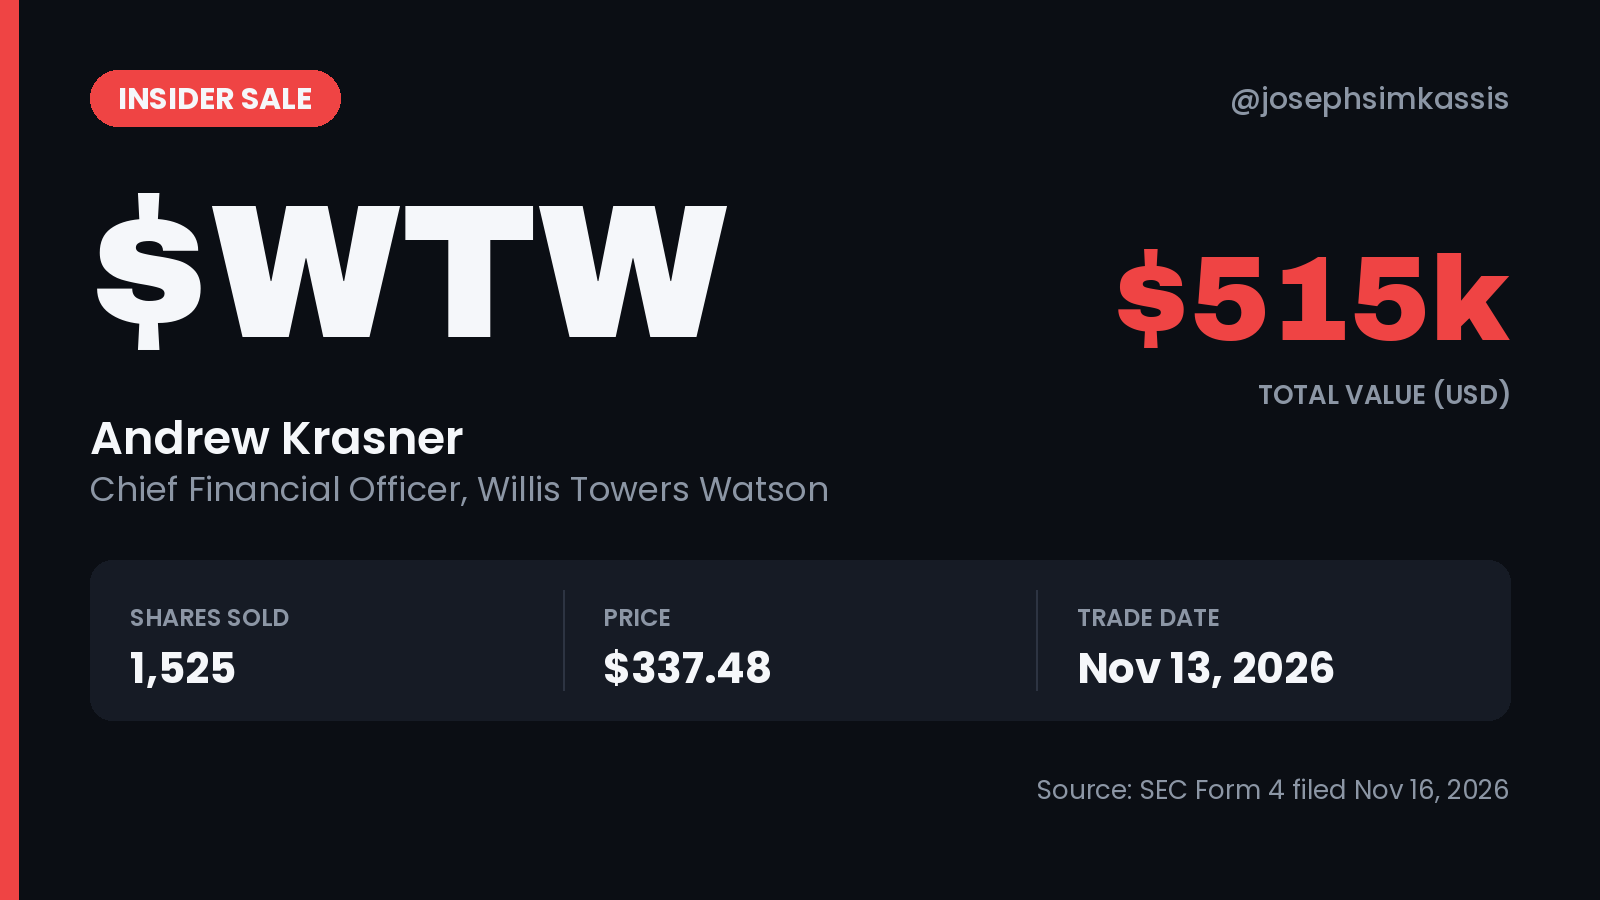 INSIDER SALE
@josephsimkassis
$WTW
$515k
TOTAL VALUE (USD)
Andrew Krasner
Chief Financial Officer, Willis Towers Watson
SHARES SOLD
1,525
PRICE
$337.48
TRADE DATE
Nov 13, 2026
Source: SEC Form 4 filed Nov 16, 2026